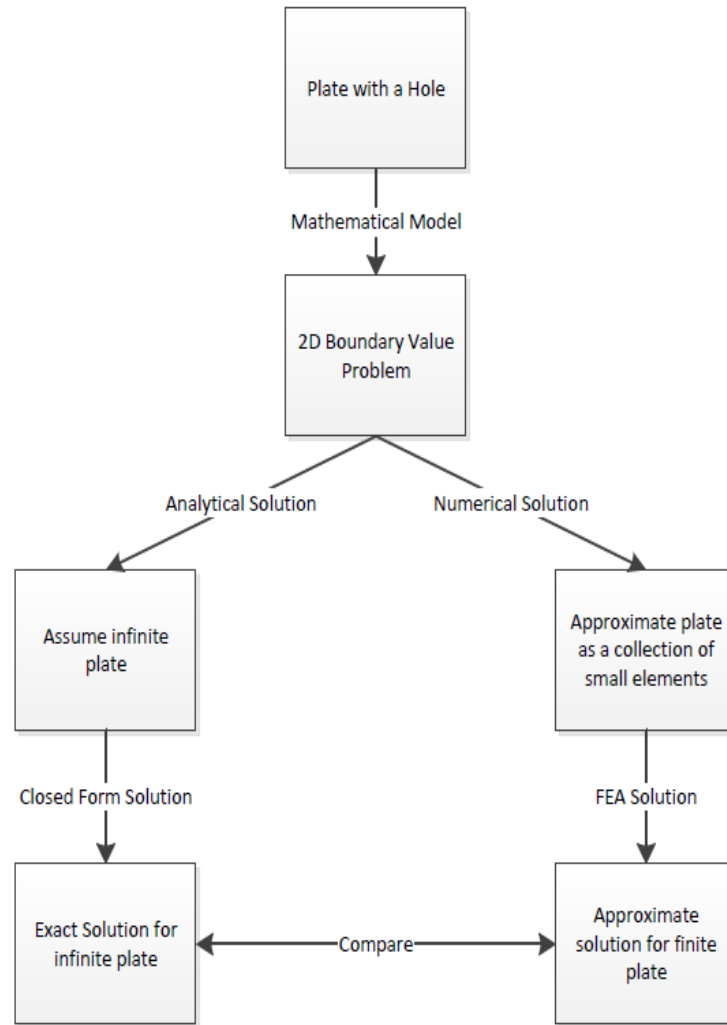 Plate with a Hole
Mathematical Model
2D Boundary Value
Problem
Analytical Solution
Numerical Solution
Assume infinite
plate
Approximate plate
as a collection of
small elements
Closed Form Solution
FEA Solution
Exact Solution for
infinite plate
Compare
Approximate
solution for finite
plate